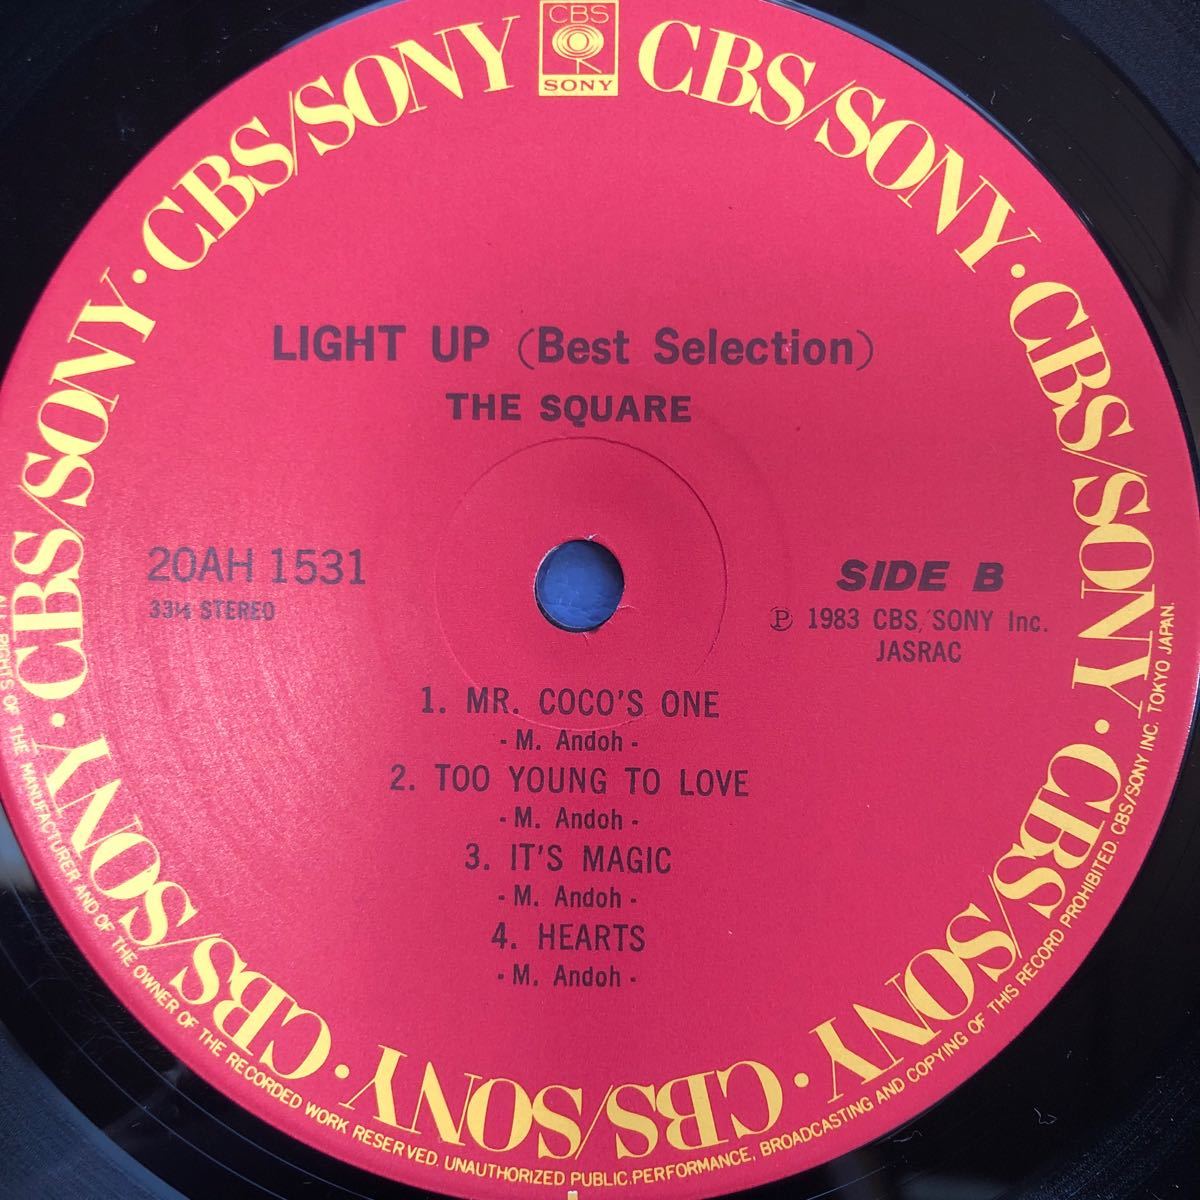 CBS
SONY
CBS/SONY · CBS/SONY · CBS/SONY · CBS/SONY · CBS/SONY · CBS/SONY · CBS/SONY · CBS/SONY · CBS/SONY
LIGHT UP (Best Selection)
THE SQUARE
20AH 1531
33⅓ STEREO
SIDE B
Ⓟ 1983 CBS/SONY Inc.
JASRAC
1. MR. COCO'S ONE
- M. Andoh -
2. TOO YOUNG TO LOVE
- M. Andoh -
3. IT'S MAGIC
- M. Andoh -
4. HEARTS
- M. Andoh -
ALL RIGHTS OF THE MANUFACTURER AND OF THE OWNER OF THE RECORDED WORK RESERVED. UNAUTHORIZED PUBLIC, PERFORMANCE, BROADCASTING AND COPYING OF THIS RECORD PROHIBITED. CBS/SONY INC. TOKYO JAPAN.